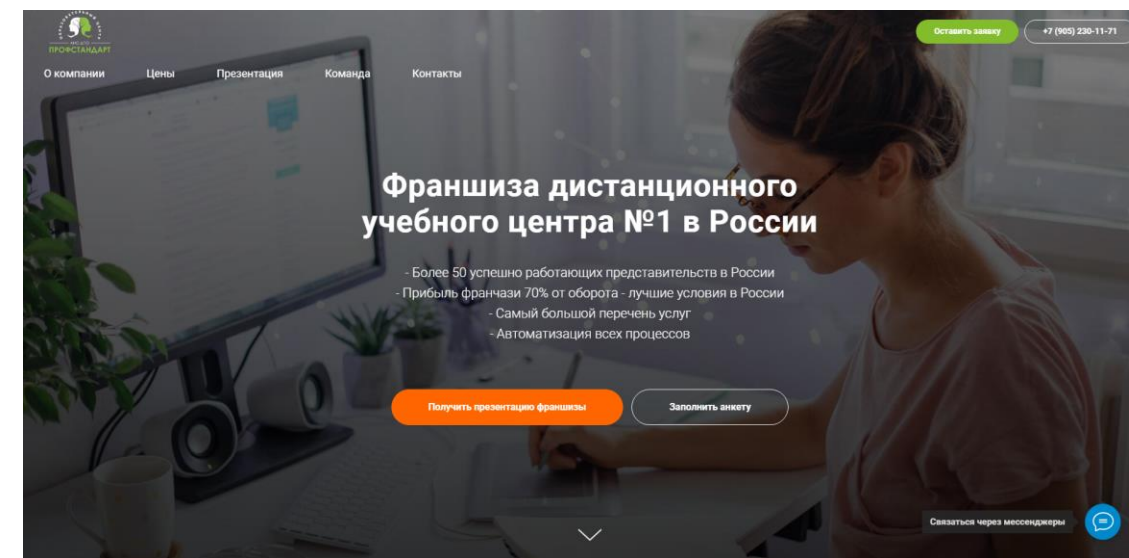 ПРОФСТАНДАРТ
Оставить заявку
+7 (905) 230-11-71
О компании
Цены
Презентация
Команда
Контакты
Франшиза дистанционного
учебного центра №1 в России
- Более 50 успешно работающих представительств в России
- Прибыль франчази 70% от оборота - лучшие условия в России
- Самый большой перечень услуг
- Автоматизация всех процессов
Получить презентацию франшизы
Заполнить анкету
Связаться через мессенджеры